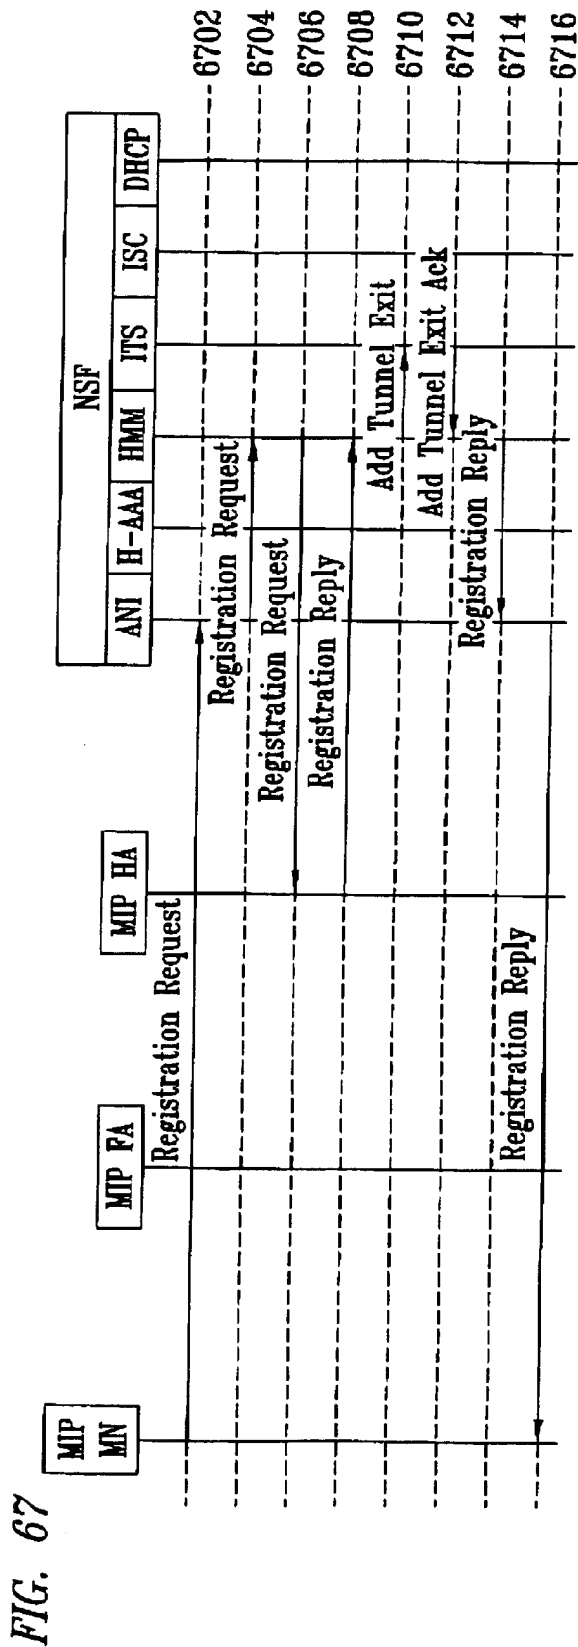 FIG. 67
MIP
MN
MIP FA
MIP HA
NSF
ANI
H-AAA
HMM
ITS
ISC
DHCP
Registration Request
6702
Registration Request
6704
Registration Request
6706
Registration Reply
6708
Add Tunnel Exit
6710
Add Tunnel Exit Ack
6712
Registration Reply
6714
Registration Reply
6716